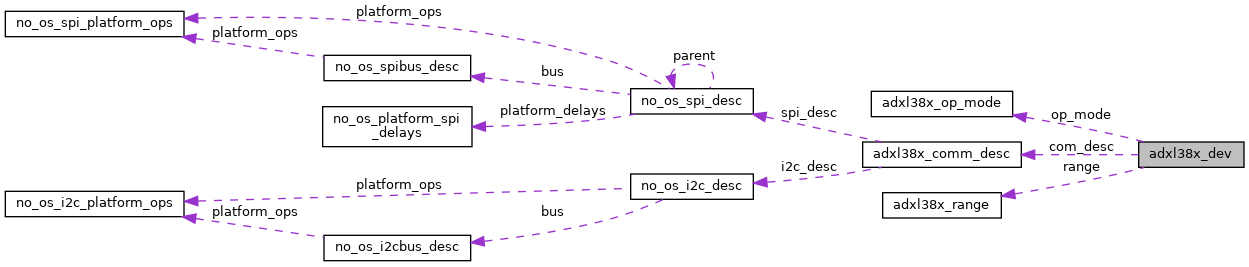 no_os_spi_platform_ops
platform_ops
platform_ops
no_os_spibus_desc
bus
parent
no_os_spi_desc
platform_delays
no_os_platform_spi
_delays
spi_desc
adxl38x_op_mode
op_mode
adxl38x_comm_desc
com_desc
adxl38x_dev
range
i2c_desc
adxl38x_range
no_os_i2c_desc
platform_ops
no_os_i2c_platform_ops
platform_ops
bus
no_os_i2cbus_desc